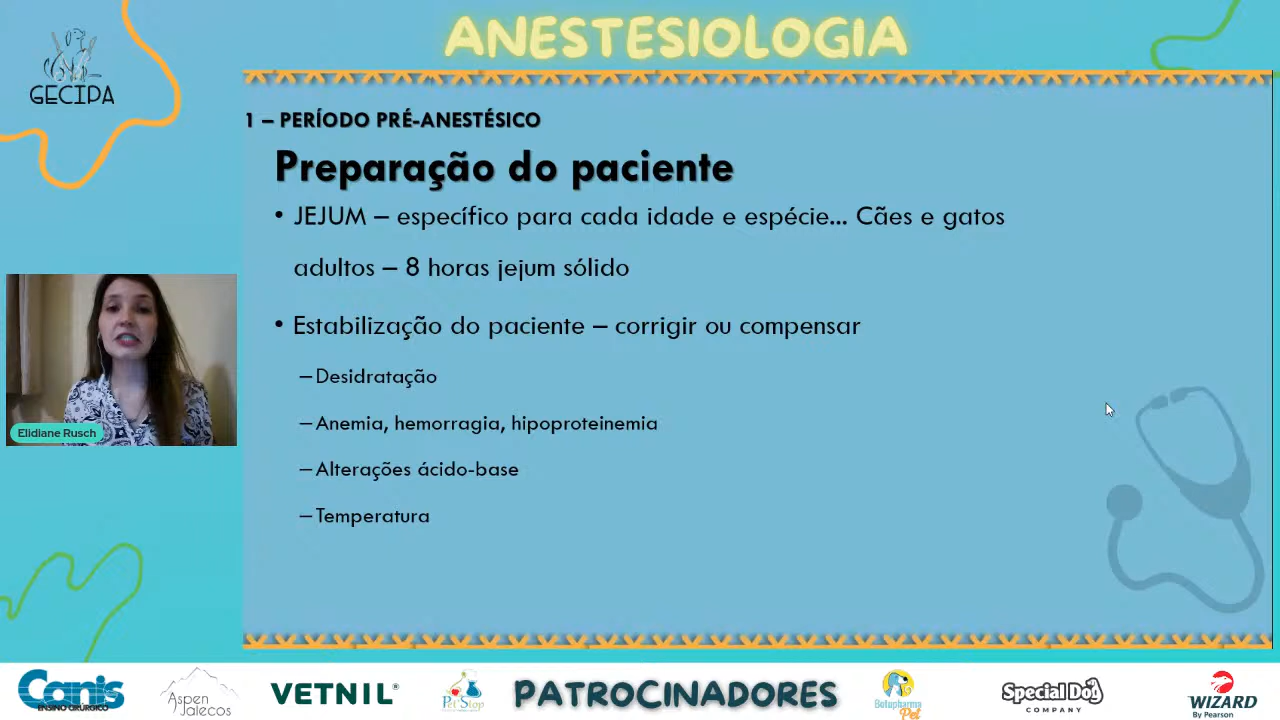 ANESTESIOLOGIA
GECIPA
1 – PERÍODO PRÉ-ANESTÉSICO
Preparação do paciente
• JEJUM – específico para cada idade e espécie... Cães e gatos
adultos – 8 horas jejum sólido
• Estabilização do paciente – corrigir ou compensar
–Desidratação
–Anemia, hemorragia, hipoproteinemia
–Alterações ácido-base
–Temperatura
Elidiane Rusch
Canis
ENSINO CIRÚRGICO
Aspen
Jalecos
VETNIL®
Pet Stop
PATROCINADORES
Botupharma
Pet
Special Dog
COMPANY
WIZARD
By Pearson